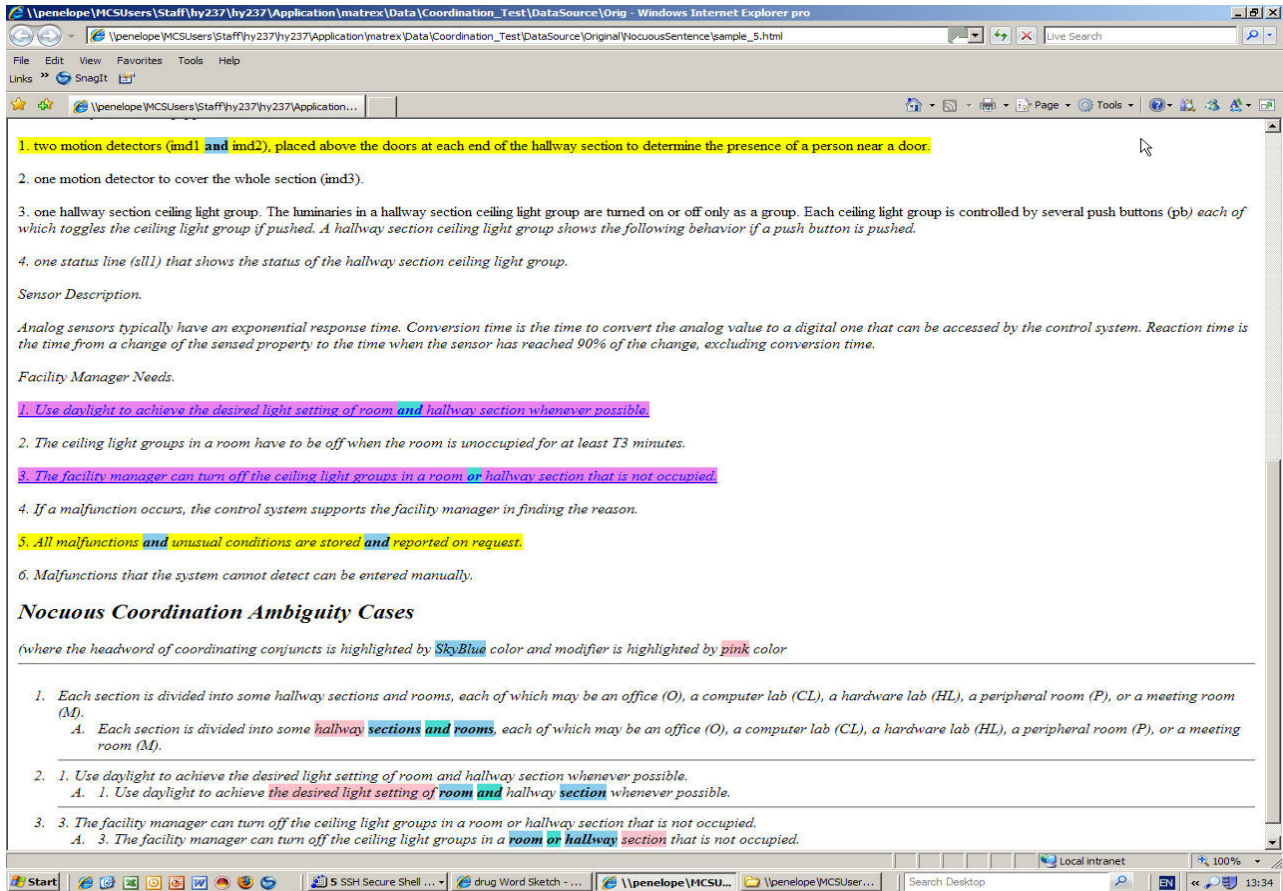 \\penelope\MCSUsers\Staff\hy237\hy237\Application\matrex\Data\Coordination_Test\DataSource\Orig - Windows Internet Explorer pro
\\penelope\MCSUsers\Staff\hy237\hy237\Application\matrex\Data\Coordination_Test\DataSource\Original\NocuousSentence\sample_5.html
Live Search
File Edit View Favorites Tools Help
Links » SnagIt
\\penelope\MCSUsers\Staff\hy237\hy237\Application...
Page Tools
1. two motion detectors (imd1 and imd2), placed above the doors at each end of the hallway section to determine the presence of a person near a door.
2. one motion detector to cover the whole section (imd3).
3. one hallway section ceiling light group. The luminaries in a hallway section ceiling light group are turned on or off only as a group. Each ceiling light group is controlled by several push buttons (pb) each of
which toggles the ceiling light group if pushed. A hallway section ceiling light group shows the following behavior if a push button is pushed.
4. one status line (sll1) that shows the status of the hallway section ceiling light group.
Sensor Description.
Analog sensors typically have an exponential response time. Conversion time is the time to convert the analog value to a digital one that can be accessed by the control system. Reaction time is
the time from a change of the sensed property to the time when the sensor has reached 90% of the change, excluding conversion time.
Facility Manager Needs.
1. Use daylight to achieve the desired light setting of room and hallway section whenever possible.
2. The ceiling light groups in a room have to be off when the room is unoccupied for at least T3 minutes.
3. The facility manager can turn off the ceiling light groups in a room or hallway section that is not occupied.
4. If a malfunction occurs, the control system supports the facility manager in finding the reason.
5. All malfunctions and unusual conditions are stored and reported on request.
6. Malfunctions that the system cannot detect can be entered manually.
Nocuous Coordination Ambiguity Cases
(where the headword of coordinating conjuncts is highlighted by SkyBlue color and modifier is highlighted by pink color
1. Each section is divided into some hallway sections and rooms, each of which may be an office (O), a computer lab (CL), a hardware lab (HL), a peripheral room (P), or a meeting room
(M).
A. Each section is divided into some hallway sections and rooms, each of which may be an office (O), a computer lab (CL), a hardware lab (HL), a peripheral room (P), or a meeting
room (M).
2. 1. Use daylight to achieve the desired light setting of room and hallway section whenever possible.
A. 1. Use daylight to achieve the desired light setting of room and hallway section whenever possible.
3. 3. The facility manager can turn off the ceiling light groups in a room or hallway section that is not occupied.
A. 3. The facility manager can turn off the ceiling light groups in a room or hallway section that is not occupied.
Local intranet 100%
Start 5 SSH Secure Shell ... drug Word Sketch - ... \\penelope\MCSU... \\penelope\MCSUser... Search Desktop EN « 13:34